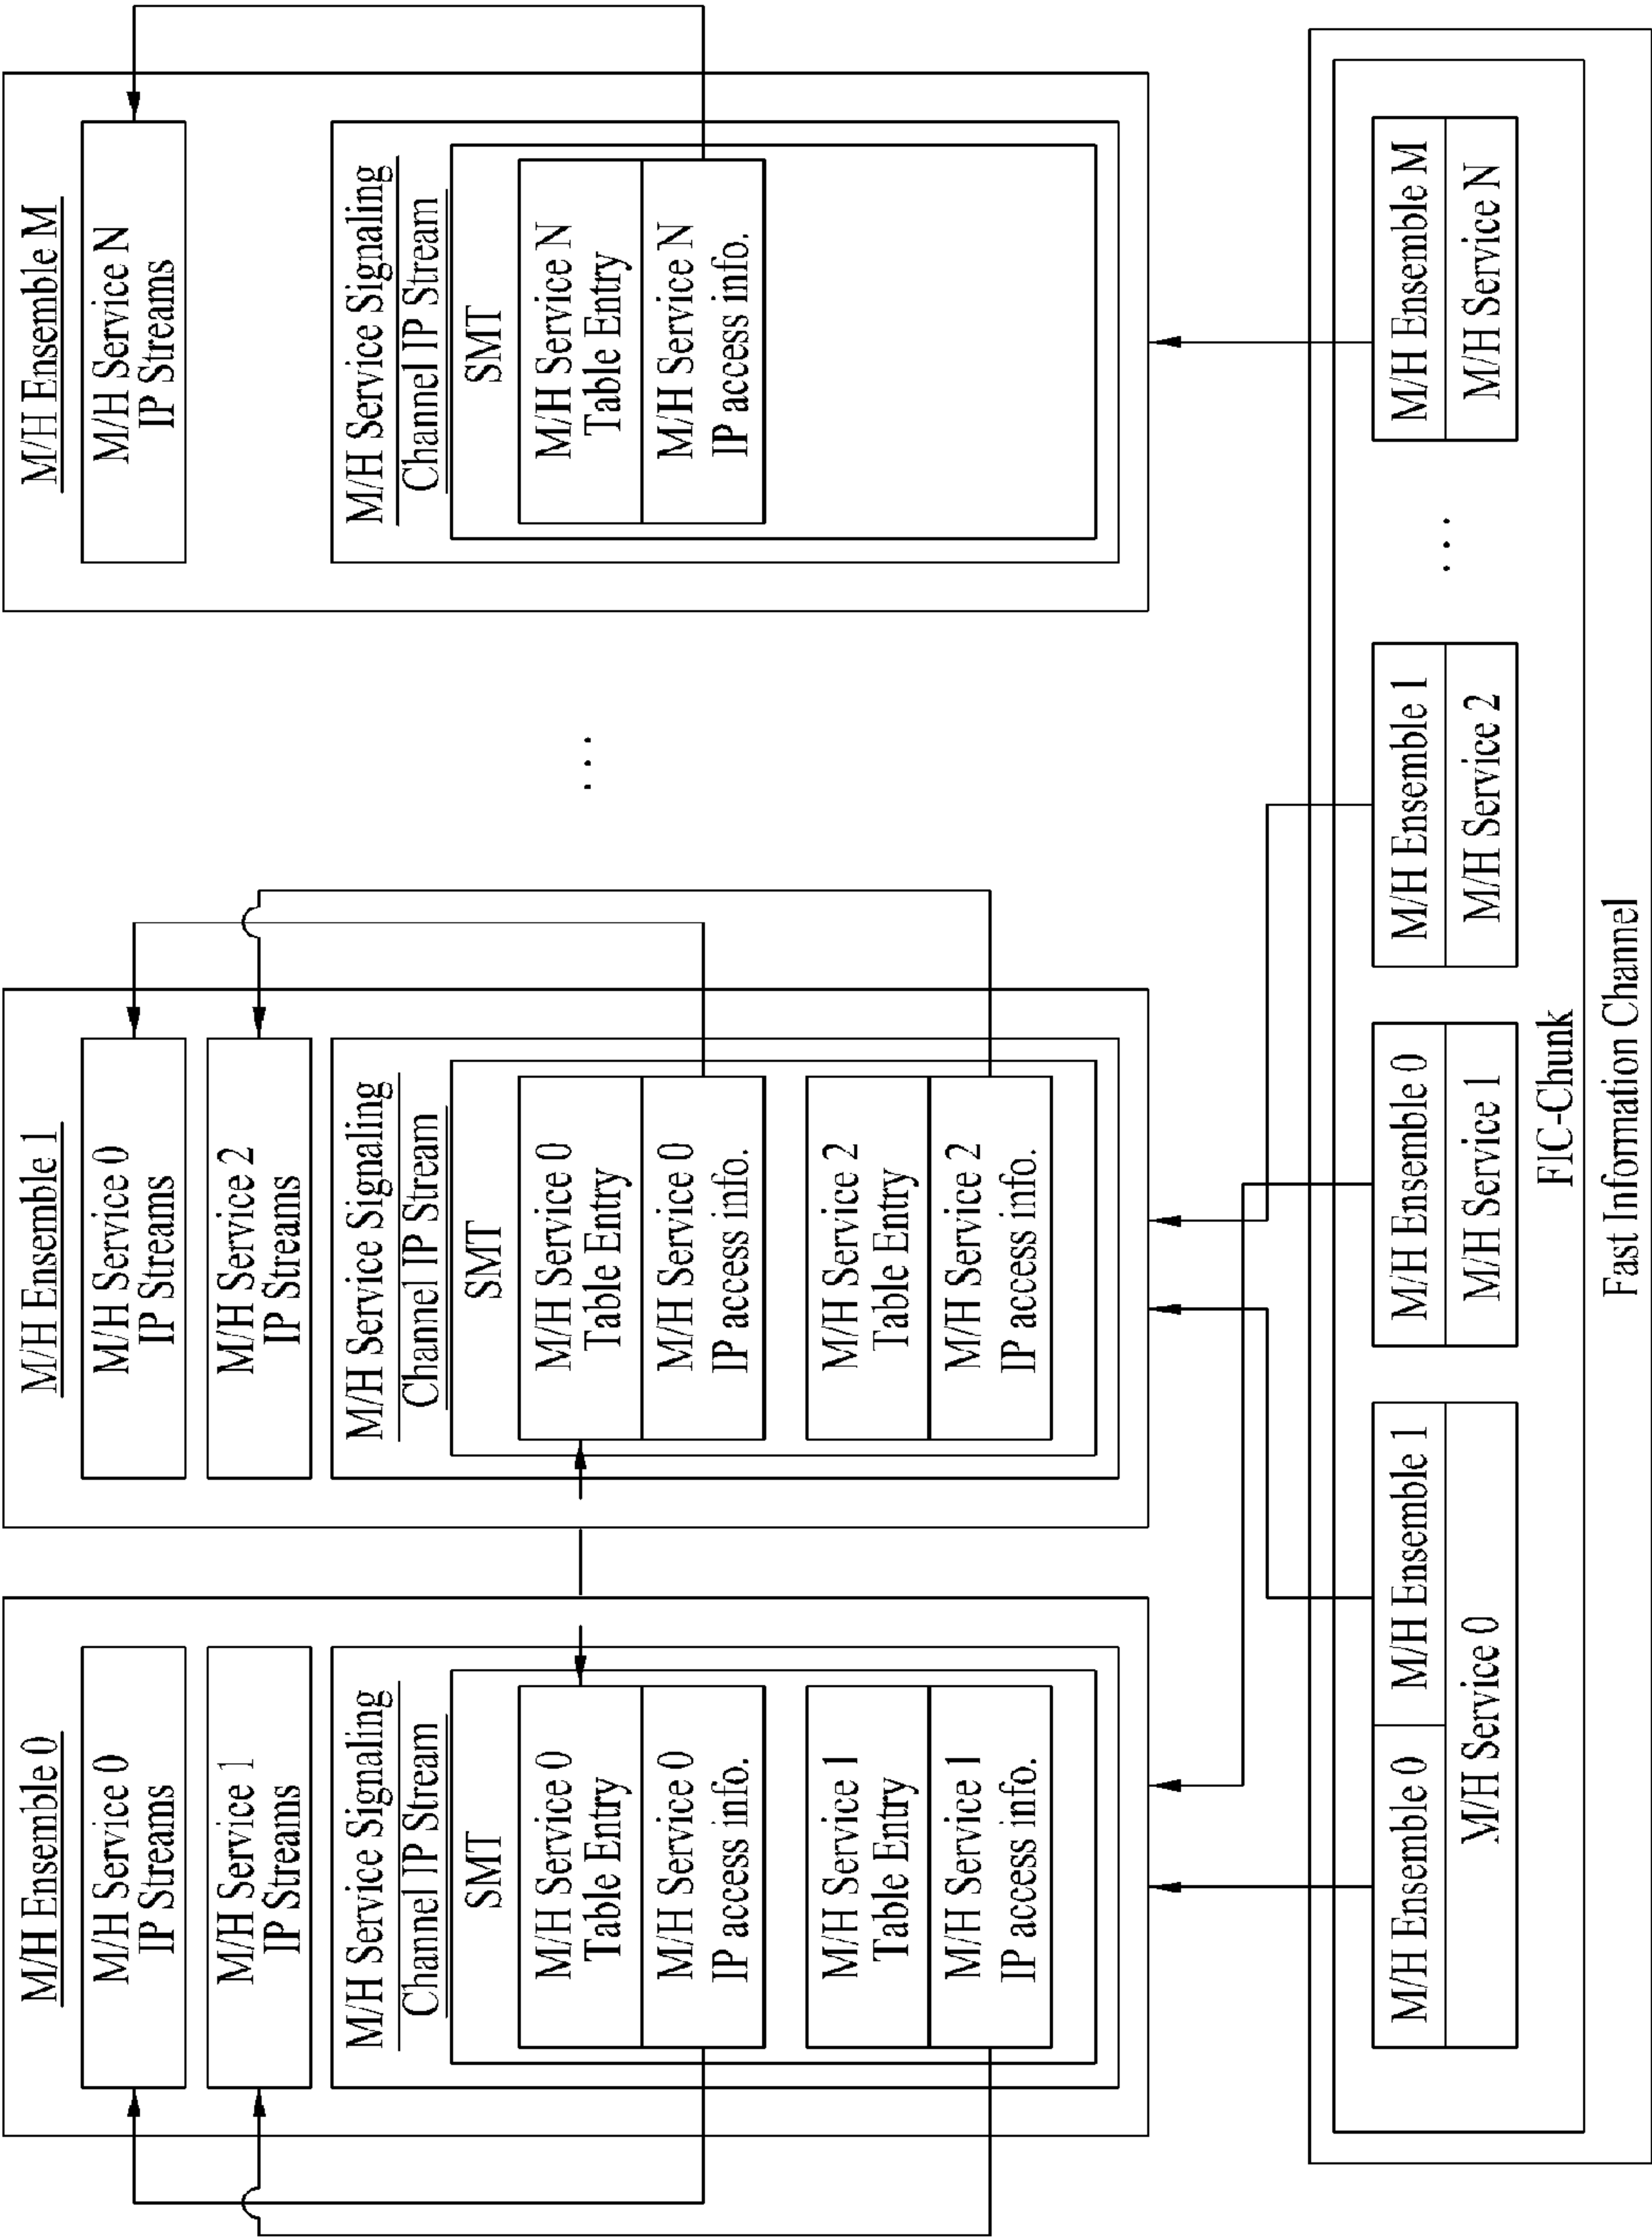 M/H Ensemble 0
M/H Service 0
IP Streams
M/H Service 1
IP Streams
M/H Service Signaling
Channel IP Stream
SMT
M/H Service 0
Table Entry
M/H Service 0
IP access info.
M/H Service 1
Table Entry
M/H Service 1
IP access info.
M/H Ensemble 1
M/H Service 0
IP Streams
M/H Service 2
IP Streams
M/H Service Signaling
Channel IP Stream
SMT
M/H Service 0
Table Entry
M/H Service 0
IP access info.
M/H Service 2
Table Entry
M/H Service 2
IP access info.
...
M/H Ensemble M
M/H Service N
IP Streams
M/H Service Signaling
Channel IP Stream
SMT
M/H Service N
Table Entry
M/H Service N
IP access info.
M/H Ensemble 0
M/H Ensemble 1
M/H Service 0
M/H Ensemble 0
M/H Service 1
M/H Ensemble 1
M/H Service 2
...
M/H Ensemble M
M/H Service N
FIC-Chunk
Fast Information Channel